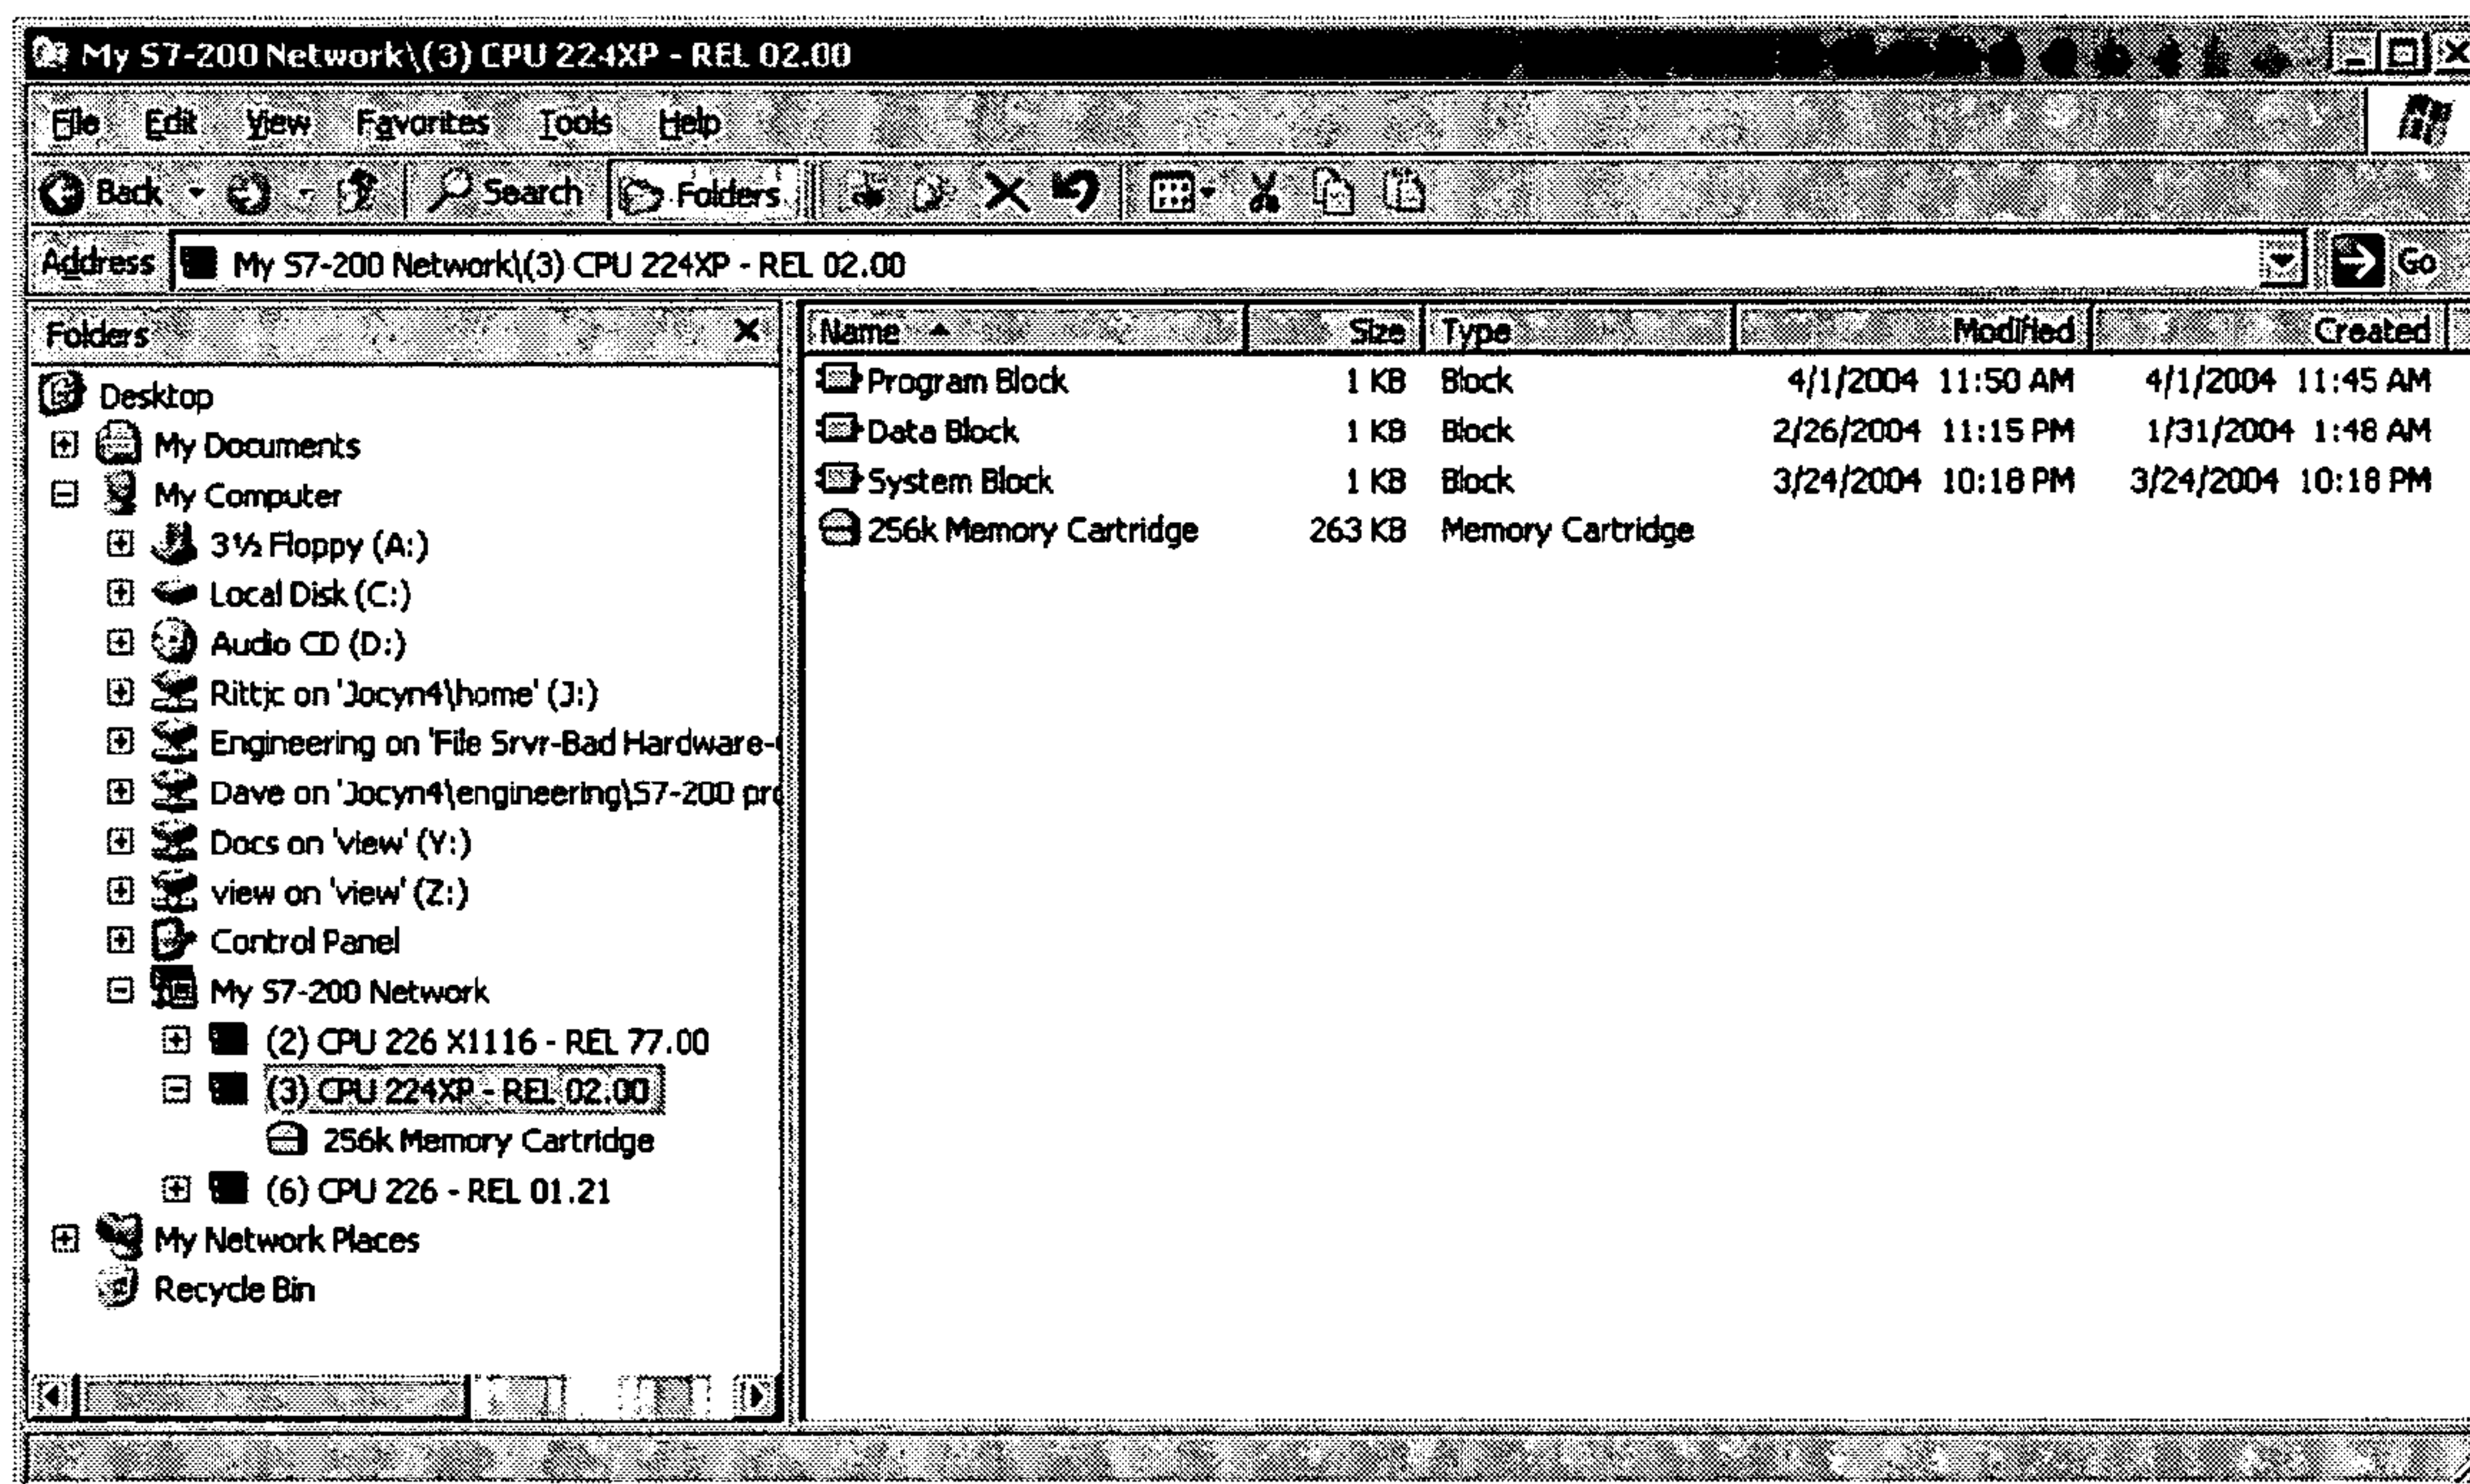 My S7-200 Network\(3) CPU 224XP - REL 02.00
File Edit View Favorites Tools Help
Back Search Folders
Address My S7-200 Network\(3) CPU 224XP - REL 02.00 Go
Folders
Desktop
My Documents
My Computer
3½ Floppy (A:)
Local Disk (C:)
Audio CD (D:)
Rittjc on 'Jocyn4\home' (J:)
Engineering on 'File Srvr-Bad Hardware-
Dave on 'Jocyn4\engineering\S7-200 pro
Docs on 'view' (Y:)
view on 'view' (Z:)
Control Panel
My S7-200 Network
(2) CPU 226 X1116 - REL 77.00
(3) CPU 224XP - REL 02.00
256k Memory Cartridge
(6) CPU 226 - REL 01.21
My Network Places
Recycle Bin
Name Size Type Modified Created
Program Block 1 KB Block 4/1/2004 11:50 AM 4/1/2004 11:45 AM
Data Block 1 KB Block 2/26/2004 11:15 PM 1/31/2004 1:48 AM
System Block 1 KB Block 3/24/2004 10:18 PM 3/24/2004 10:18 PM
256k Memory Cartridge 263 KB Memory Cartridge